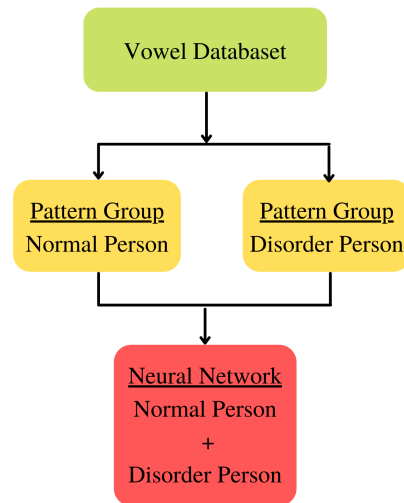 Vowel Databaset
Pattern Group
Normal Person
Pattern Group
Disorder Person
Neural Network
Normal Person
+
Disorder Person